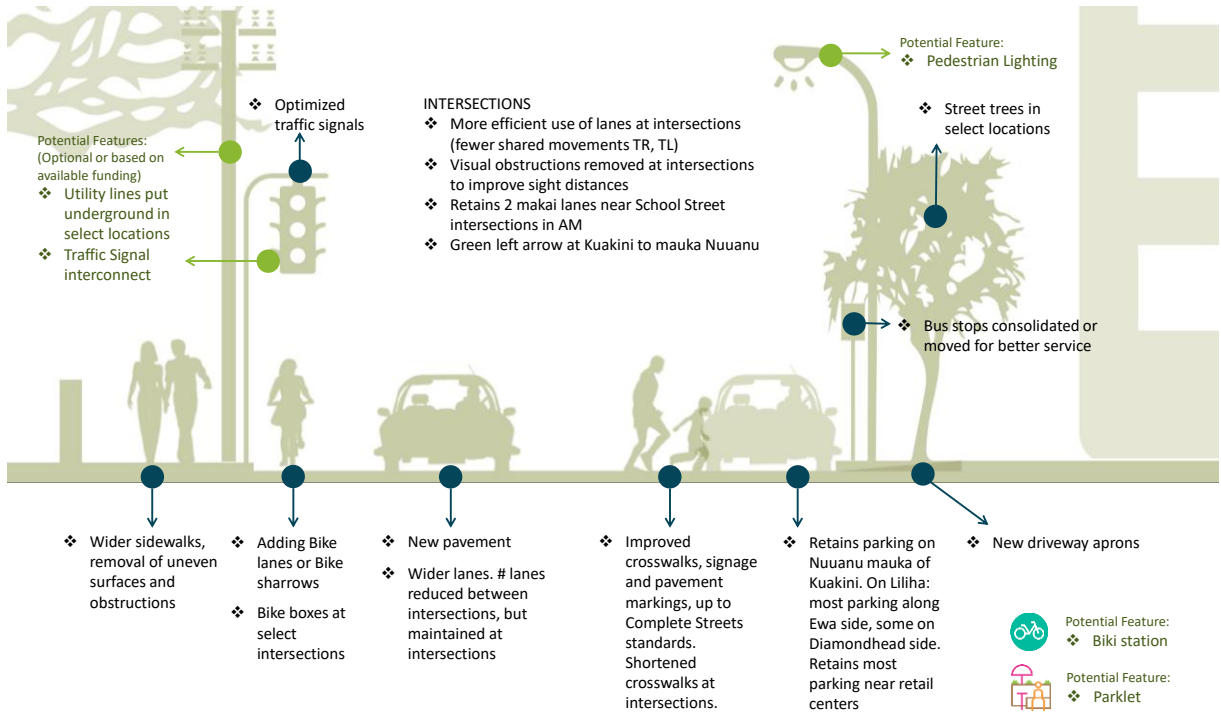 Potential Feature:
❖ Pedestrian Lighting
❖ Optimized
traffic signals
INTERSECTIONS
❖ More efficient use of lanes at intersections
(fewer shared movements TR, TL)
❖ Visual obstructions removed at intersections
to improve sight distances
❖ Retains 2 makai lanes near School Street
intersections in AM
❖ Green left arrow at Kuakini to mauka Nuuanu
❖ Street trees in
select locations
Potential Features:
(Optional or based on
available funding)
❖ Utility lines put
underground in
select locations
❖ Traffic Signal
interconnect
❖ Bus stops consolidated or
moved for better service
❖ Wider sidewalks,
removal of uneven
surfaces and
obstructions
❖ Adding Bike
lanes or Bike
sharrows
❖ Bike boxes at
select
intersections
❖ New pavement
❖ Wider lanes. # lanes
reduced between
intersections, but
maintained at
intersections
❖ Improved
crosswalks, signage
and pavement
markings, up to
Complete Streets
standards.
Shortened
crosswalks at
intersections.
❖ Retains parking on
Nuuanu mauka of
Kuakini. On Liliha:
most parking along
Ewa side, some on
Diamondhead side.
Retains most
parking near retail
centers
❖ New driveway aprons
Potential Feature:
❖ Biki station
Potential Feature:
❖ Parklet